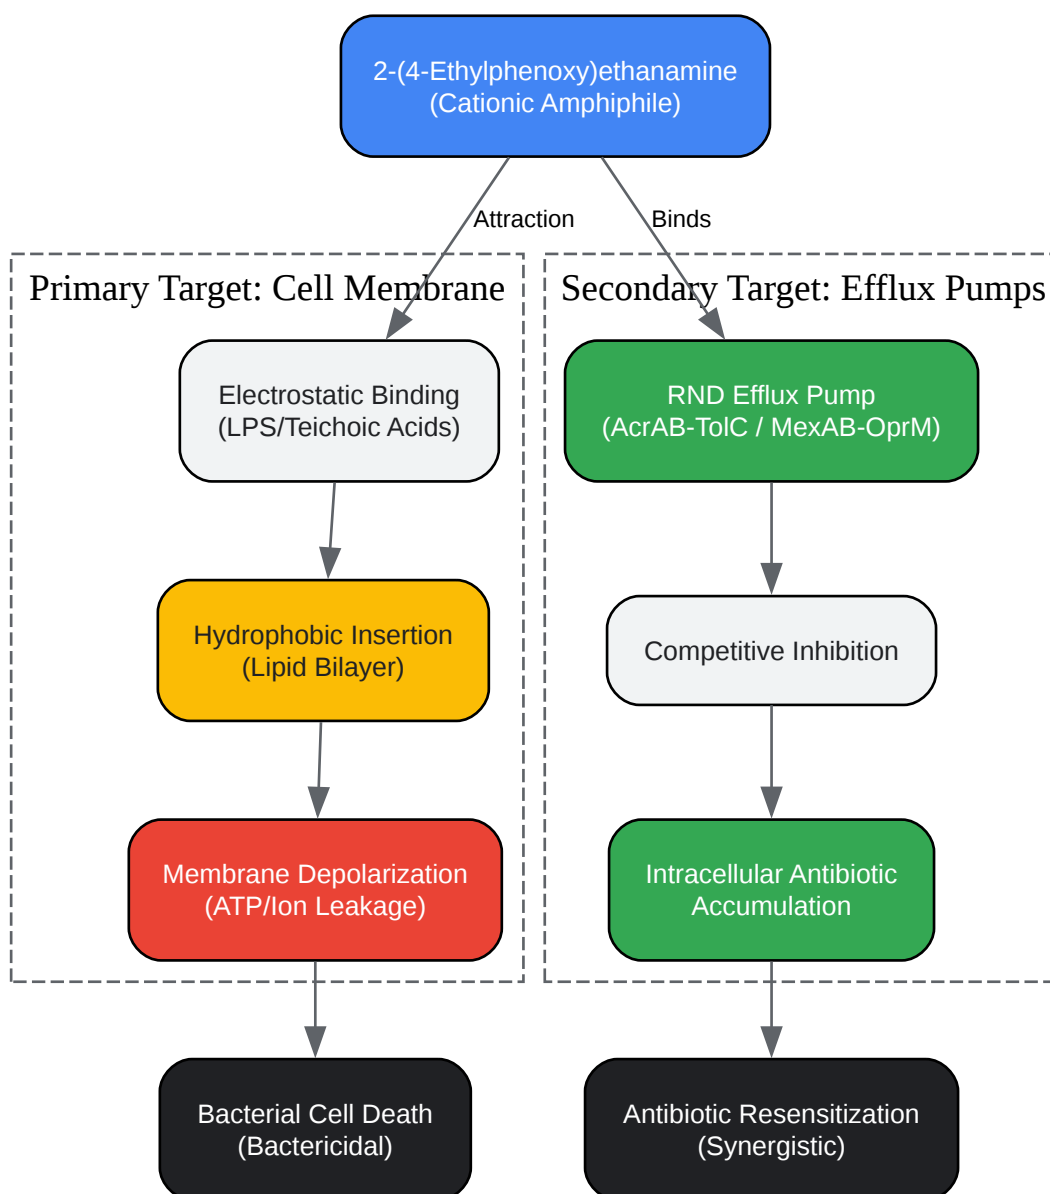 2-(4-Ethylphenoxy)ethanamine
(Cationic Amphiphile)
Attraction
Binds
Primary Target: Cell Membrane
Secondary Target: Efflux Pumps
Electrostatic Binding
(LPS/Teichoic Acids)
RND Efflux Pump
(AcrAB-TolC / MexAB-OprM)
Hydrophobic Insertion
(Lipid Bilayer)
Competitive Inhibition
Membrane Depolarization
(ATP/Ion Leakage)
Intracellular Antibiotic
Accumulation
Bacterial Cell Death
(Bactericidal)
Antibiotic Resensitization
(Synergistic)